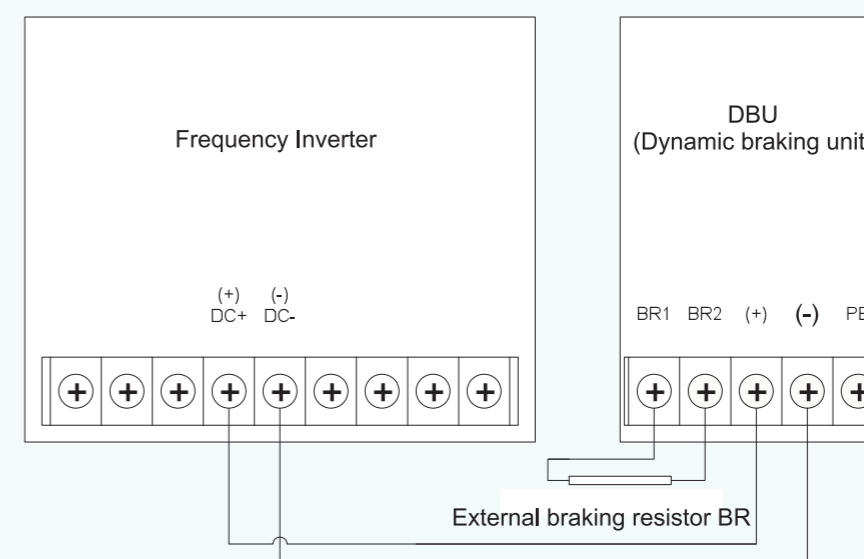 Frequency Inverter
(+) (-)
DC+ DC-
DBU
(Dynamic braking unit
BR1 BR2 (+) (-) PE
External braking resistor BR